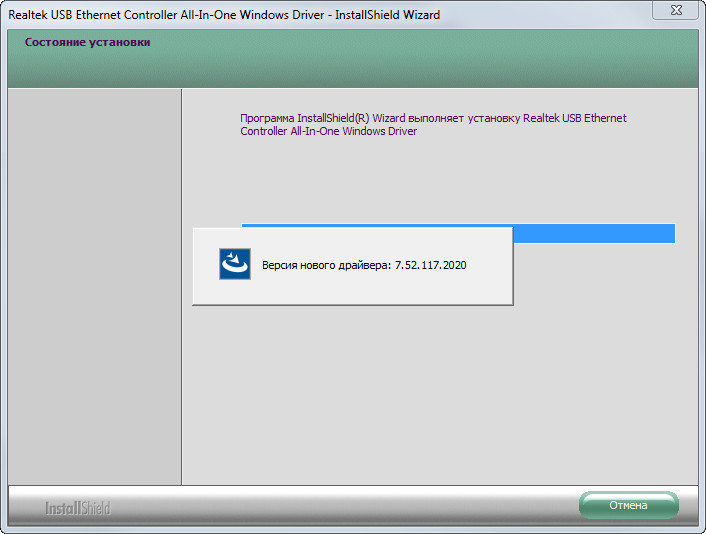 Realtek USB Ethernet Controller All-In-One Windows Driver - InstallShield Wizard
Состояние установки
Программа InstallShield(R) Wizard выполняет установку Realtek USB Ethernet
Controller All-In-One Windows Driver
Версия нового драйвера: 7.52.117.2020
InstallShield
Отмена